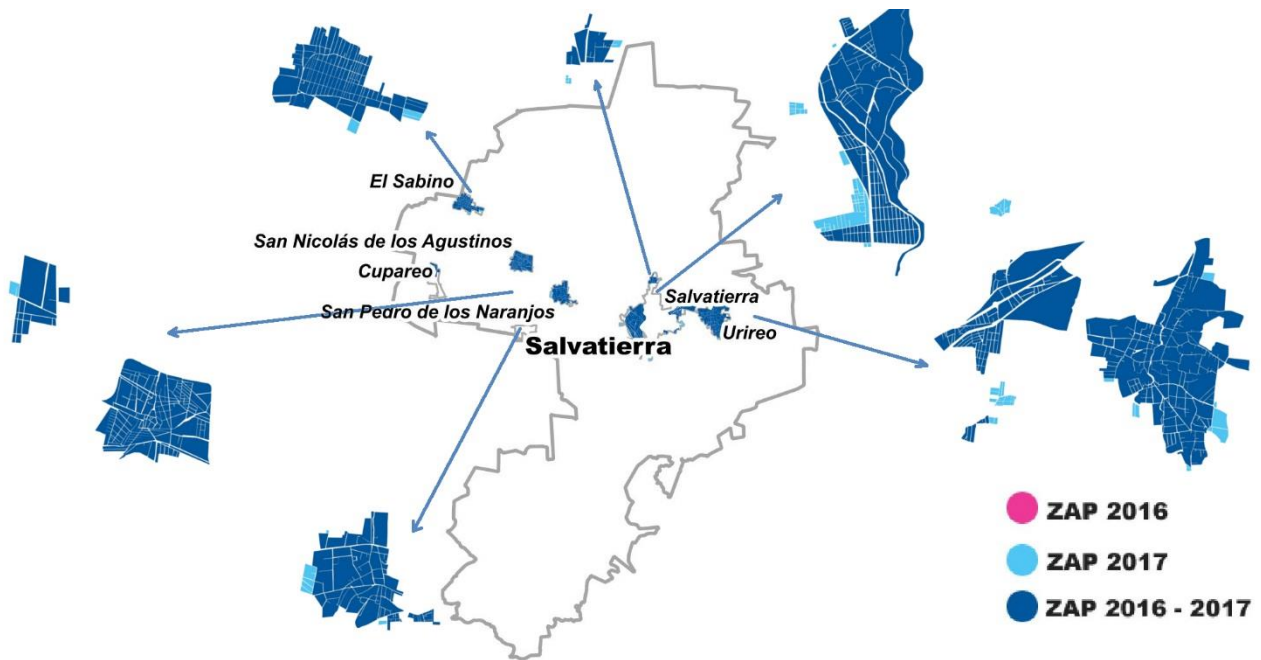 El Sabino
San Nicolás de los Agustinos
Cupareo
San Pedro de los Naranjos
Salvatierra
Urireo
Salvatierra
ZAP 2016
ZAP 2017
ZAP 2016 - 2017